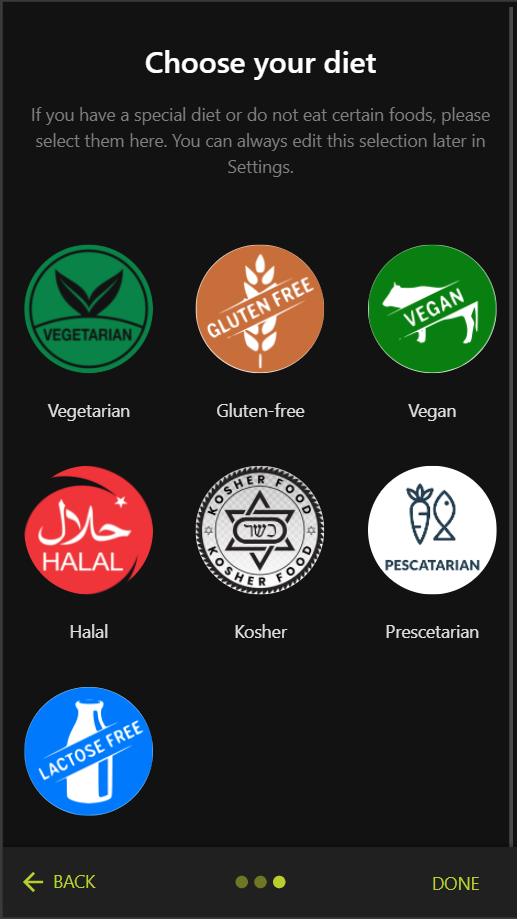 Choose your diet
If you have a special diet or do not eat certain foods, please
select them here. You can always edit this selection later in
Settings.
VEGETARIAN
GLUTEN FREE
VEGAN
Vegetarian
Gluten-free
Vegan
حلال
HALAL
KOSHER FOOD
כשר
KOSHER FOOD
PESCATARIAN
Halal
Kosher
Prescetarian
LACTOSE FREE
BACK
DONE